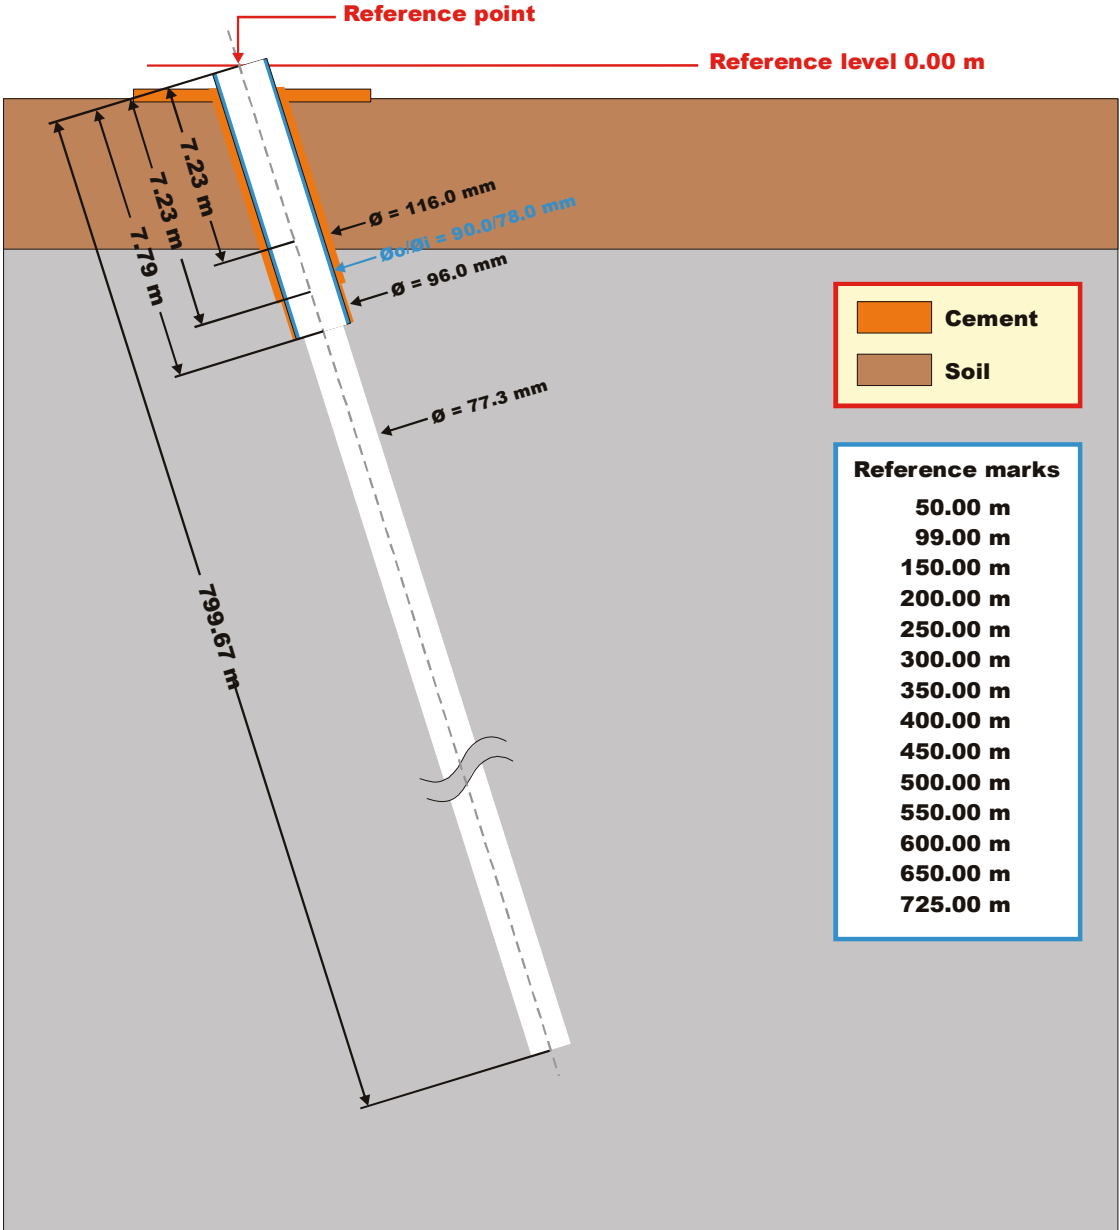 Reference point
Reference level 0.00 m
7.23 m
7.23 m
7.79 m
799.67 m
Ø = 116.0 mm
Øo/Øi = 90.0/78.0 mm
Ø = 96.0 mm
Ø = 77.3 mm
Cement
Soil
Reference marks
50.00 m
99.00 m
150.00 m
200.00 m
250.00 m
300.00 m
350.00 m
400.00 m
450.00 m
500.00 m
550.00 m
600.00 m
650.00 m
725.00 m